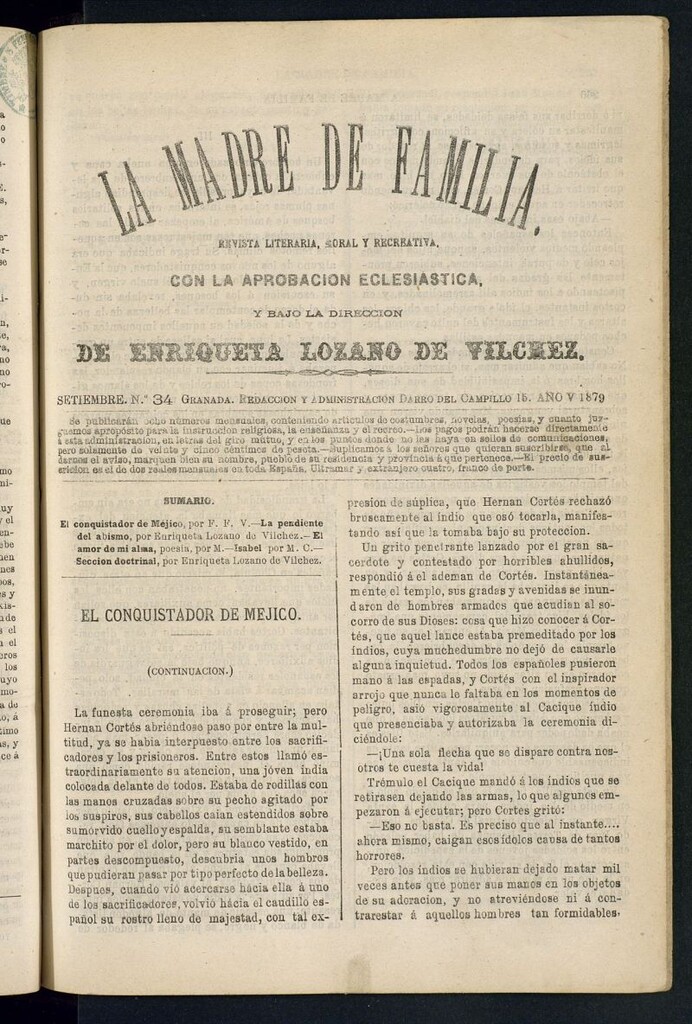 LA MADRE DE FAMILIA.
REVISTA LITERARIA, MORAL Y RECREATIVA,
CON LA APROBACION ECLESIASTICA,
Y BAJO LA DIRECCION
DE ENRIQUETA LOZANO DE VILCHEZ.
SETIEMBRE. N.º 34 GRANADA. REDACCION Y ADMINISTRACIÓN DARRO DEL CAMPILLO 15. AÑO V 1879
Se publicarán ocho números mensuales, conteniendo artículos de costumbres, novelas, poesías, y cuanto juz-
guemos apropósito para la instruccion religiosa, la enseñanza y el recreo.—Los pagos podrán hacerse directamente
á esta administracion, en letras del giro mútuo, y en los puntos donde no las haya en sellos de comunicaciones,
pero solamente de veinte y cinco céntimos de peseta.—Suplicamos á los señores que quieran suscribirse, que al
darnos el aviso, marquen bien su nombre, pueblo de su residencia y provincia á que pertenece.—El precio de sus-
cricion es el de dos reales mensuales en toda España. Ultramar y extranjero cuatro, franco de porte.
SUMARIO.
El conquistador de Méjico, por F. F. V.—La pendiente
del abismo, por Enriqueta Lozano de Vilchez.—El
amor de mi alma, poesia, por M.—Isabel por M. C.—
Seccion doctrinal, por Enriqueta Lozano de Vilchez.
EL CONQUISTADOR DE MEJICO.
(CONTINUACION.)
La funesta ceremonia iba á proseguir; pero
Hernan Cortés abriéndose paso por entre la mul-
titud, ya se habia interpuesto entre los sacrifi-
cadores y los prisioneros. Entre estos llamó es-
traordinariamente su atencion, una jóven india
colocada delante de todos. Estaba de rodillas con
las manos cruzadas sobre su pecho agitado por
los suspiros, sus cabellos caian estendidos sobre
su mórvido cuello y espalda, su semblante estaba
marchito por el dolor, pero su blanco vestido, en
partes descompuesto, descubria unos hombros
que pudieran pasar por tipo perfecto de la belleza.
Despues, cuando vió acercarse hácia ella á uno
de los sacrificadores, volvió hácia el caudillo es-
pañol su rostro lleno de majestad, con tal ex-
presion de súplica, que Hernan Cortés rechazó
bruscamente al indio que osó tocarla, manifes-
tando así que la tomaba bajo su proteccion.
Un grito penetrante lanzado por el gran sa-
cerdote y contestado por horribles ahullidos,
respondió á el ademan de Cortés. Instantánea-
mente el templo, sus gradas y avenidas se inun-
daron de hombres armados que acudian al so-
corro de sus Dioses: cosa que hizo conocer á Cor-
tés, que aquel lance estaba premeditado por los
índios, cuya muchedumbre no dejó de causarle
alguna inquietud. Todos los españoles pusieron
mano á las espadas, y Cortés con el inspirador
arrojo que nunca le faltaba en los momentos de
peligro, asió vigorosamente al Cacique índio
que presenciaba y autorizaba la ceremonia di-
ciéndole:
—¡Una sola flecha que se dispare contra nos-
otros te cuesta la vida!
Trémulo el Cacique mandó á los indios que se
retirasen dejando las armas, lo que algunos em-
pezaron á ejecutar; pero Cortes gritó:
—Eso no basta. Es preciso que al instante....
ahora mismo, caigan esos ídolos causa de tantos
horrores.
Pero los índios se hubieran dejado matar mil
veces antes que poner sus manos en los objetos
de su adoracion, y no atreviéndose ni á con-
trarestar á aquellos hombres tan formidables,